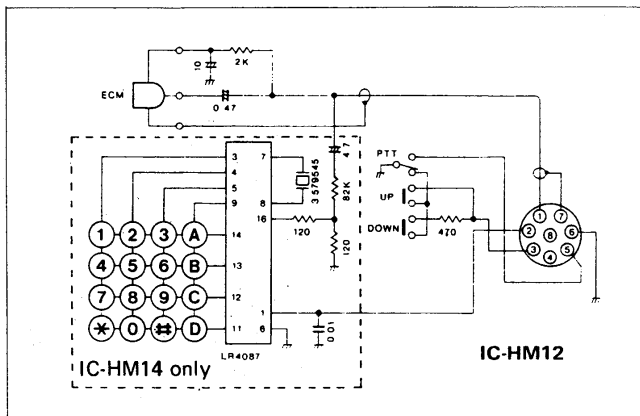 2K
10
ECM
0.47
3 7
4
5 8
9
16
3.579545
4.7
82K
120
120
PTT
UP
DOWN
470
1 2 3 A 14
4 5 6 B 13
7 8 9 C 12
* 0 # D 11
1
6
0.01
LR4087
IC-HM14 only
1 7
2 8 6
3 4 5
IC-HM12